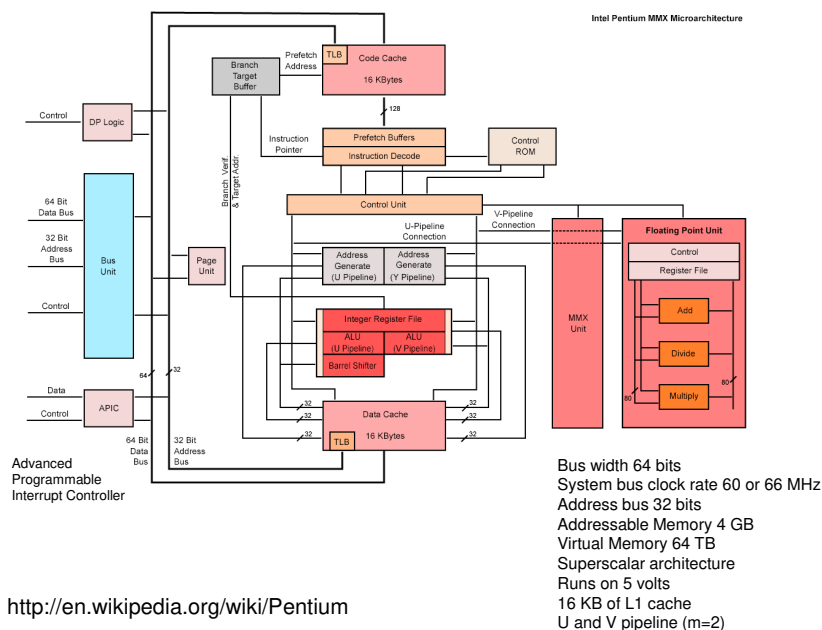 Intel Pentium MMX Microarchitecture
TLB
Code Cache
16 KBytes
Prefetch
Address
Branch
Target
Buffer
128
Control
DP Logic
Instruction
Pointer
Prefetch Buffers
Instruction Decode
Control
ROM
Branch Verif.
& Target Addr.
Control Unit
64 Bit
Data Bus
32 Bit
Address
Bus
Control
Bus
Unit
Page
Unit
U-Pipeline
Connection
V-Pipeline
Connection
Address
Generate
(U Pipeline)
Address
Generate
(Y Pipeline)
Integer Register File
ALU
(U Pipeline)
ALU
(V Pipeline)
Barrel Shifter
MMX
Unit
Floating Point Unit
Control
Register File
Add
Divide
Multiply
80
80
64
32
Data
Control
APIC
32
32
32
32
32
32
Data Cache
16 KBytes
TLB
64 Bit
Data
Bus
32 Bit
Address
Bus
Advanced
Programmable
Interrupt Controller
Bus width 64 bits
System bus clock rate 60 or 66 MHz
Address bus 32 bits
Addressable Memory 4 GB
Virtual Memory 64 TB
Superscalar architecture
Runs on 5 volts
16 KB of L1 cache
U and V pipeline (m=2)
http://en.wikipedia.org/wiki/Pentium